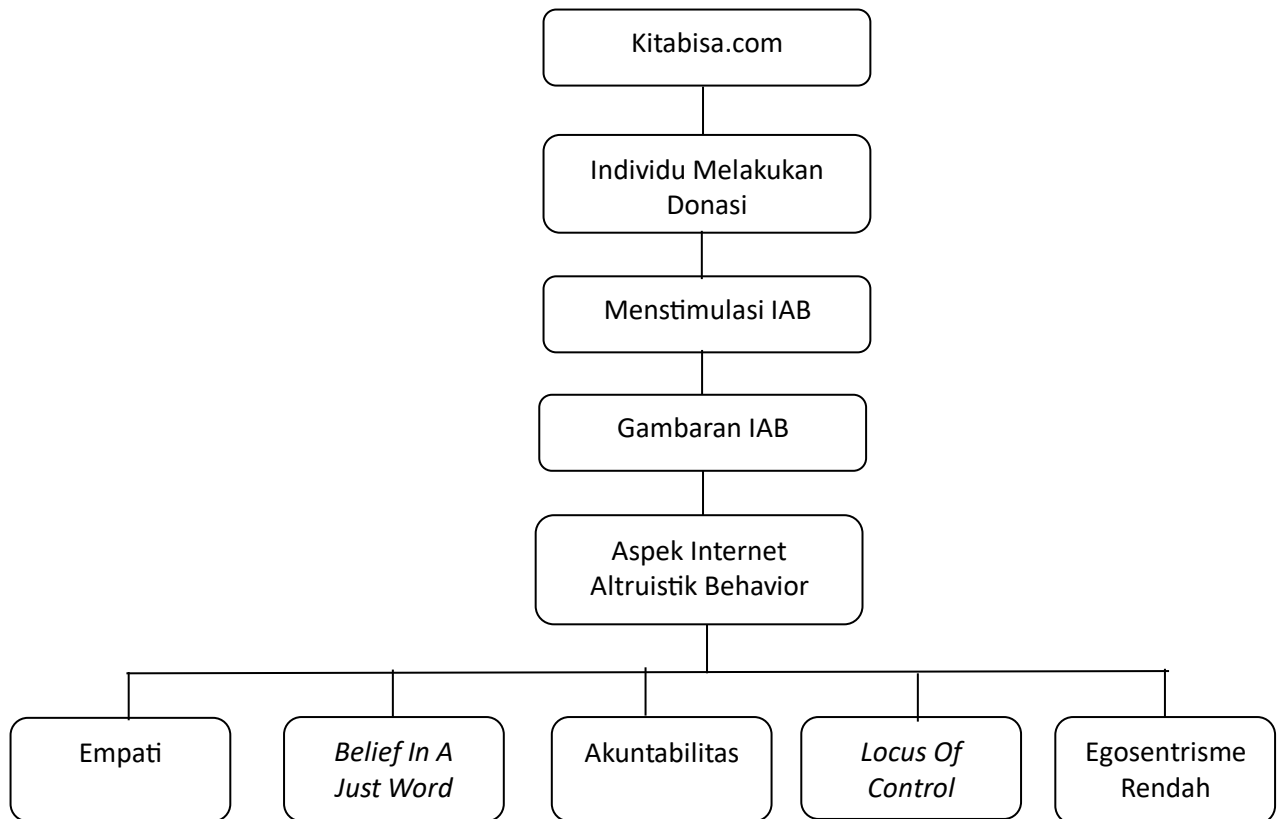 Kitabisa.com
Individu Melakukan
Donasi
Menstimulasi IAB
Gambaran IAB
Aspek Internet
Altruistik Behavior
Empati
Belief In A
Just Word
Akuntabilitas
Locus Of
Control
Egosentrisme
Rendah